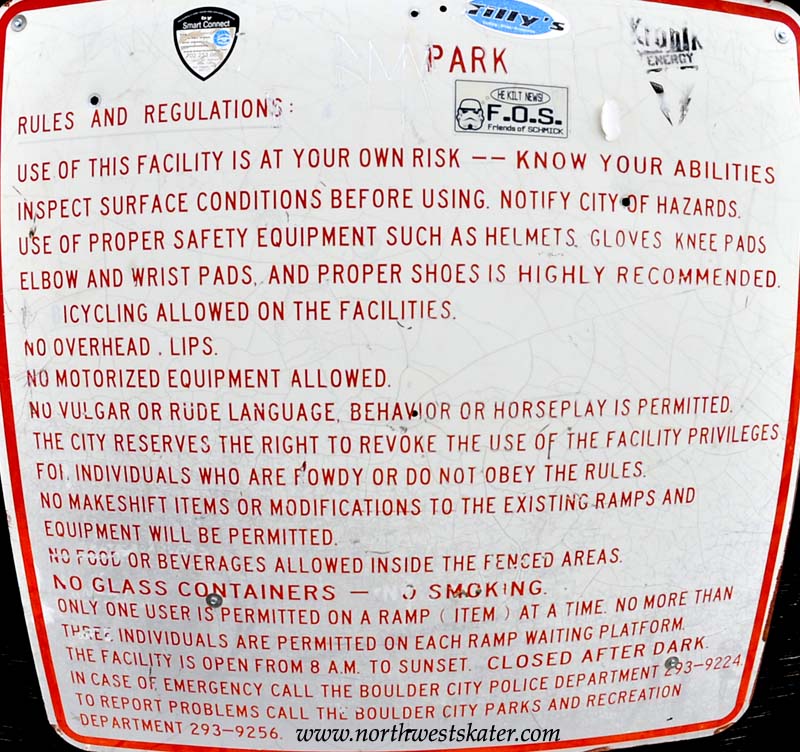 Smart Connect
Tilly's
Kronik
ENERGY
PARK
HE KILT NEWS!
F.O.S.
Friends of SCHMICK
RULES AND REGULATIONS:
USE OF THIS FACILITY IS AT YOUR OWN RISK –– KNOW YOUR ABILITIES
INSPECT SURFACE CONDITIONS BEFORE USING. NOTIFY CITY OF HAZARDS.
USE OF PROPER SAFETY EQUIPMENT SUCH AS HELMETS, GLOVES KNEE PADS
ELBOW AND WRIST PADS, AND PROPER SHOES IS HIGHLY RECOMMENDED.
ICYCLING ALLOWED ON THE FACILITIES.
NO OVERHEAD . LIPS.
NO MOTORIZED EQUIPMENT ALLOWED.
NO VULGAR OR RUDE LANGUAGE, BEHAVIOR OR HORSEPLAY IS PERMITTED.
THE CITY RESERVES THE RIGHT TO REVOKE THE USE OF THE FACILITY PRIVILEGES
FOR INDIVIDUALS WHO ARE ROWDY OR DO NOT OBEY THE RULES.
NO MAKESHIFT ITEMS OR MODIFICATIONS TO THE EXISTING RAMPS AND
EQUIPMENT WILL BE PERMITTED.
NO FOOD OR BEVERAGES ALLOWED INSIDE THE FENCED AREAS.
NO GLASS CONTAINERS – NO SMOKING.
ONLY ONE USER IS PERMITTED ON A RAMP ( ITEM ) AT A TIME. NO MORE THAN
THREE INDIVIDUALS ARE PERMITTED ON EACH RAMP WAITING PLATFORM.
THE FACILITY IS OPEN FROM 8 A.M. TO SUNSET. CLOSED AFTER DARK.
IN CASE OF EMERGENCY CALL THE BOULDER CITY POLICE DEPARTMENT 293–9224.
TO REPORT PROBLEMS CALL THE BOULDER CITY PARKS AND RECREATION
DEPARTMENT 293–9256.
www.northwestskater.com